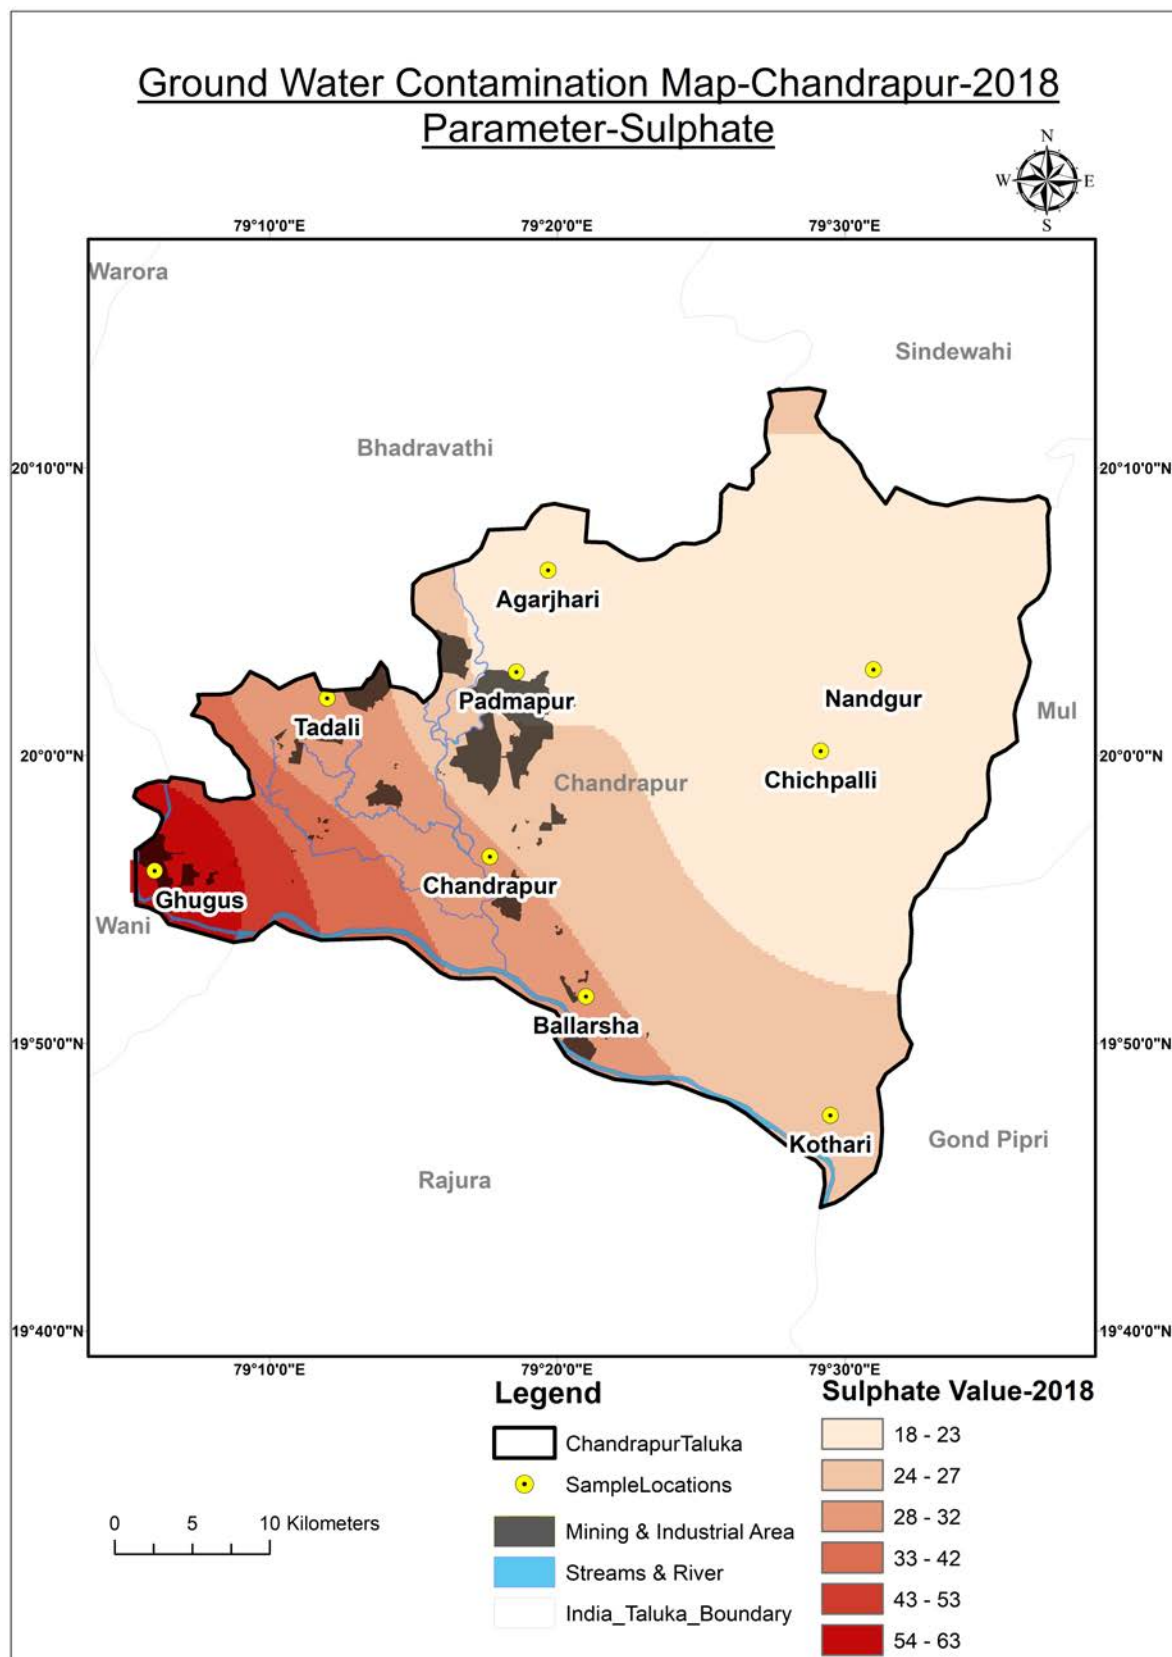 Ground Water Contamination Map-Chandrapur-2018
Parameter-Sulphate
N
W E
S
79°10'0"E 79°20'0"E 79°30'0"E
Warora
Sindewahi
Bhadravathi
20°10'0"N 20°10'0"N
Agarjhari
Padmapur
Nandgur
Mul
Tadali
20°0'0"N 20°0'0"N
Chichpalli
Chandrapur
Chandrapur
Ghugus
Wani
Ballarsha
19°50'0"N 19°50'0"N
Kothari
Gond Pipri
Rajura
19°40'0"N 19°40'0"N
79°10'0"E 79°20'0"E 79°30'0"E
Legend
ChandrapurTaluka
SampleLocations
Mining & Industrial Area
Streams & River
India_Taluka_Boundary
Sulphate Value-2018
18 - 23
24 - 27
28 - 32
33 - 42
43 - 53
54 - 63
0 5 10 Kilometers